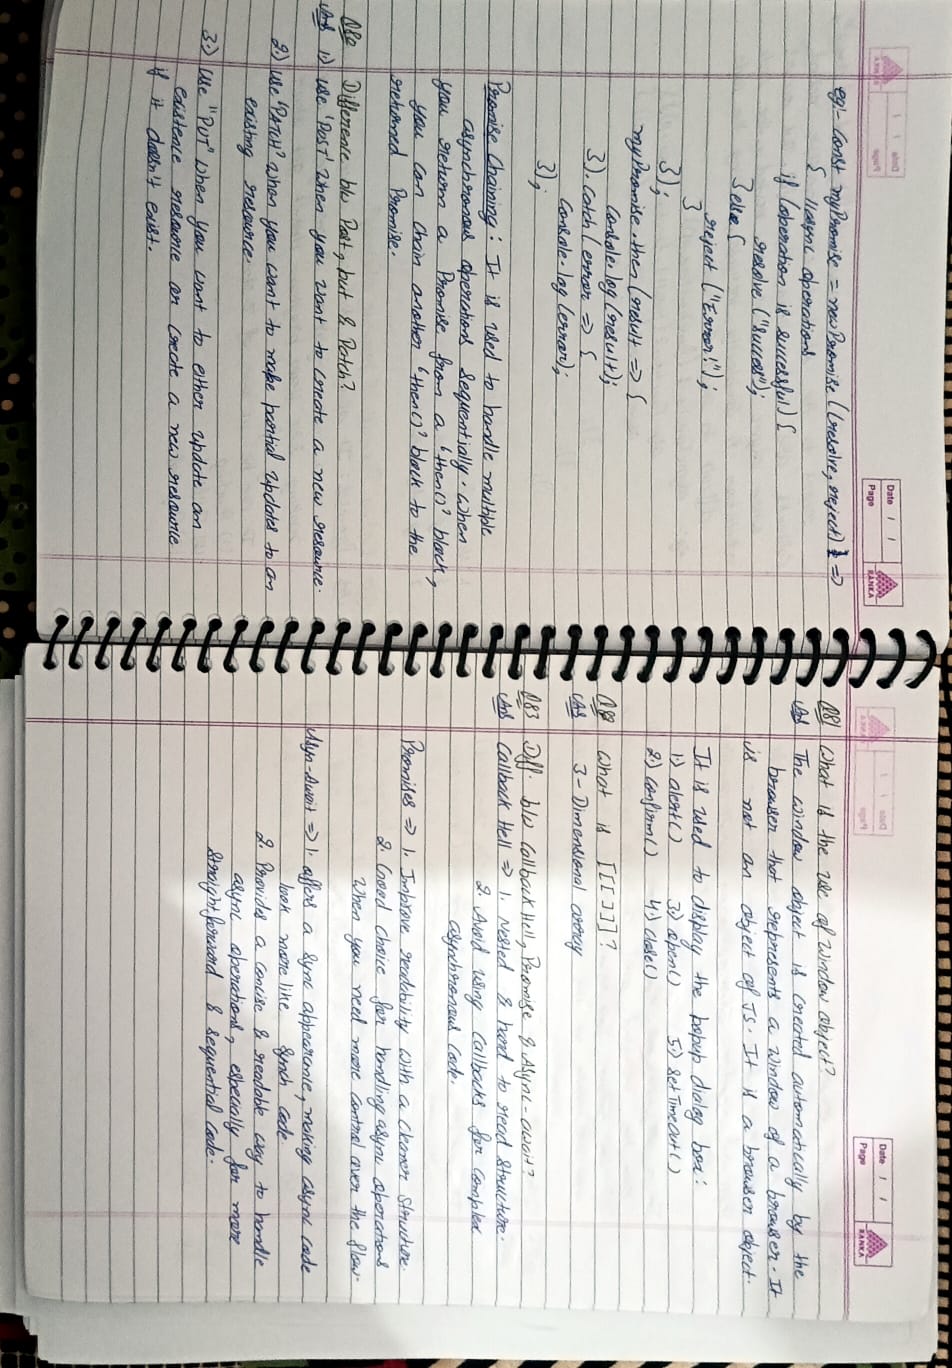 Date
Page
RANKA
eg:- Const myPromise = new Promise ((resolve, reject) =>
{ //async operations
if (operation is successful) {
resolve ("Success");
} else {
reject ("Error!");
}
});
myPromise.then (result => {
Console.log (result);
}).catch (error => {
Console.log (error);
});
Promise Chaining: It is used to handle multiple
asynchronous operations sequentially. When
you return a Promise from a 'then()' block,
you can chain another 'then()' block to the
returned Promise.
Q80 Difference b/w Post, but & Patch?
Ans 1.) Use 'POST' when you want to create a new resource.
2.) Use 'PATCH' when you want to make partial updates to an
existing resource.
3.) Use "PUT" when you want to either update an
existence resource or create a new resource
if it doesn't exist.
Date
Page
RANKA
Q81 What is the use of window object?
Ans The window object is created automatically by the
browser that represents a window of a browser. It
is not an object of JS. It is a browser object.
It is used to display the popup dialog box:
1.) alert() 3.) open() 5.) setTimeout()
2.) confirm() 4.) close()
Q82 What is [[[]]]?
Ans 3-Dimensional array
Q83 Diff. b/w Callback Hell, Promise & Async-await?
Ans Callback Hell => 1. Nested & hard to read structure.
2. Avoid using callbacks for complex
asynchronous code.
Promises => 1. Improve readability with a cleaner structure.
2. Good choice for handling async operations
when you need more control over the flow.
Asyn-Await => 1. affort a sync appearance, making async code
look more like synch code
2. Provides a concise & readable way to handle
async operations, especially for more
straightforward & sequential code.